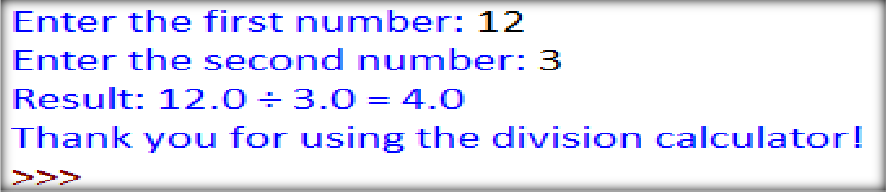 Enter the first number: 12
Enter the second number: 3
Result: 12.0 ÷ 3.0 = 4.0
Thank you for using the division calculator!
>>>